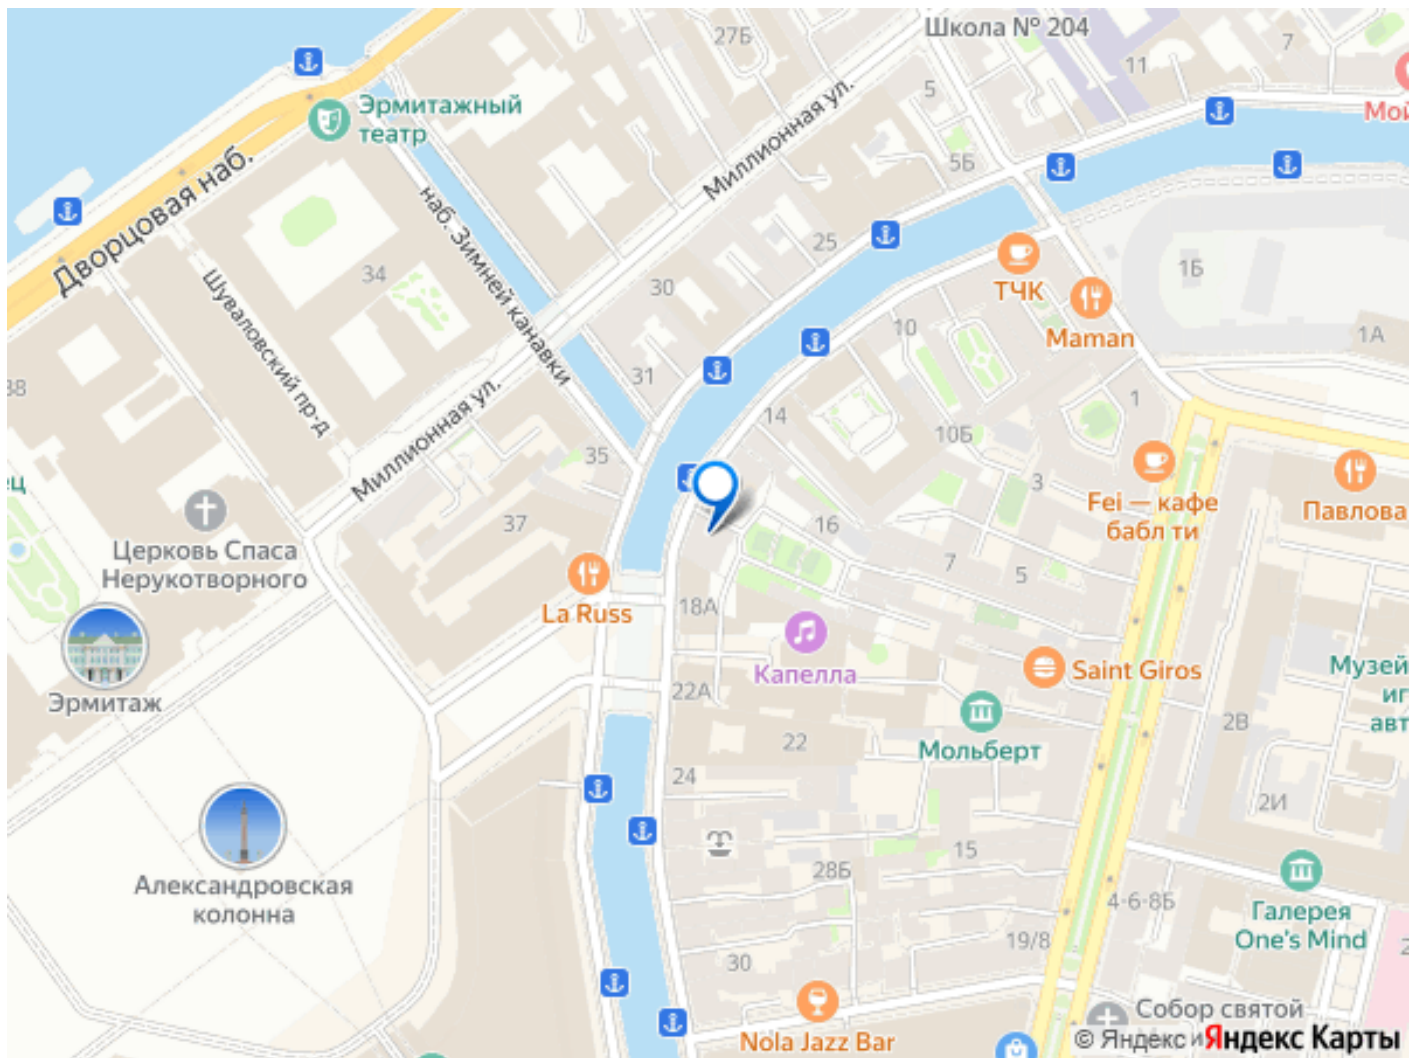 27Б
Школа № 204
7
11
5
Мой
Эрмитажный
театр
Миллионная ул.
5Б
Дворцовая наб.
наб. Зимней канавки
25
34
Шуваловский пр-д
30
1Б
ТЧК
10
Maman
1А
38
31
14
1
10Б
Миллионная ул.
35
3
ец
Fei — кафе
бабл ти
Павлова
37
16
Церковь Спаса
Нерукотворного
7
5
La Russ
18А
Капелла
Saint Giros
Музей
иг
авт
Эрмитаж
22А
22
Мольберт
2В
24
2И
15
28Б
Александровская
колонна
4-6-8Б
Галерея
One's Mind
19/8
30
2
Nola Jazz Bar
Собор святой
© Яндекс
и
Яндекс Карты